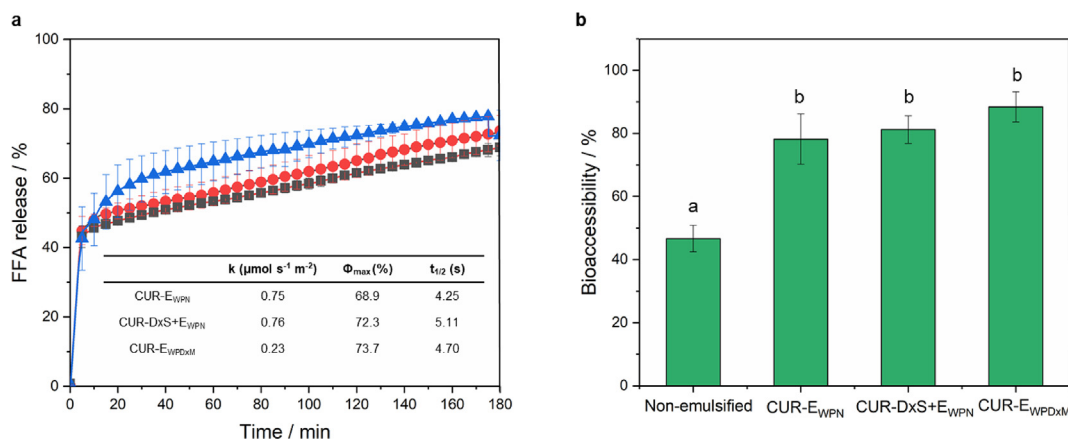 a
100
80
60
40
20
0
FFA release / %
k (µmol s⁻¹ m⁻²) Φmax (%) t1/2 (s)
CUR-EWPN 0.75 68.9 4.25
CUR-DxS+EWPN 0.76 72.3 5.11
CUR-EWPDxM 0.23 73.7 4.70
0 20 40 60 80 100 120 140 160 180
Time / min
b
100
80
60
40
20
0
Bioaccessibility / %
a b b b
Non-emulsified CUR-EWPN CUR-DxS+EWPN CUR-EWPDxM